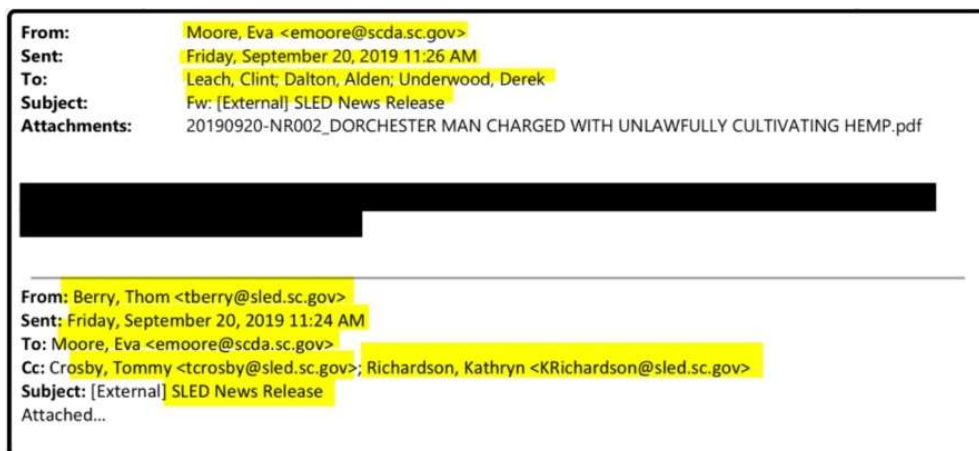 From: Moore, Eva <emoore@scda.sc.gov>
Sent: Friday, September 20, 2019 11:26 AM
To: Leach, Clint; Dalton, Alden; Underwood, Derek
Subject: Fw: [External] SLED News Release
Attachments: 20190920-NR002_DORCHESTER MAN CHARGED WITH UNLAWFULLY CULTIVATING HEMP.pdf
From: Berry, Thom <tberry@sled.sc.gov>
Sent: Friday, September 20, 2019 11:24 AM
To: Moore, Eva <emoore@scda.sc.gov>
Cc: Crosby, Tommy <tcrosby@sled.sc.gov>; Richardson, Kathryn <KRichardson@sled.sc.gov>
Subject: [External] SLED News Release
Attached...